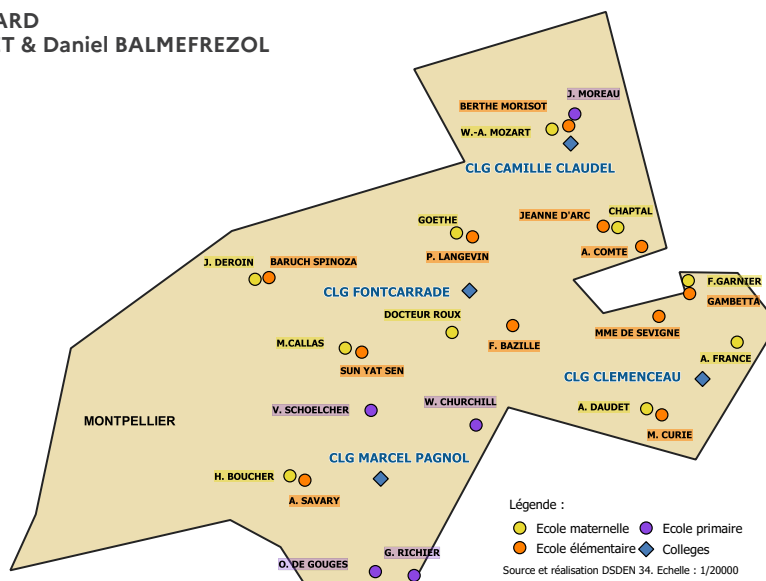 ARD
T & Daniel BALMEFREZOL
J. MOREAU
BERTHE MORISOT
W.-A. MOZART
CLG CAMILLE CLAUDEL
JEANNE D'ARC
CHAPTAL
GOETHE
A. COMTE
P. LANGEVIN
J. DEROIN
BARUCH SPINOZA
F.GARNIER
CLG FONTCARRADE
GAMBETTA
DOCTEUR ROUX
MME DE SEVIGNE
M.CALLAS
F. BAZILLE
A. FRANCE
SUN YAT SEN
CLG CLEMENCEAU
V. SCHOELCHER
W. CHURCHILL
A. DAUDET
MONTPELLIER
M. CURIE
CLG MARCEL PAGNOL
H. BOUCHER
A. SAVARY
Légende :
Ecole maternelle
Ecole primaire
Ecole élémentaire
Colleges
G. RICHIER
O. DE GOUGES
Source et réalisation DSDEN 34. Echelle : 1/20000